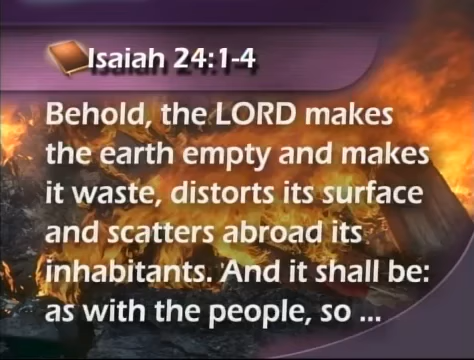 Isaiah 24:1-4
Behold, the LORD makes
the earth empty and makes
it waste, distorts its surface
and scatters abroad its
inhabitants. And it shall be:
as with the people, so ...